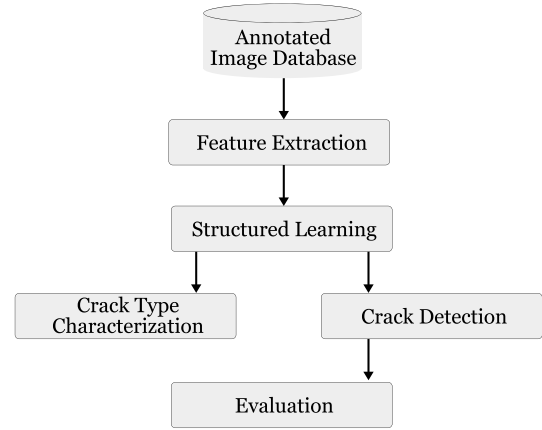 Annotated
Image Database
Feature Extraction
Structured Learning
Crack Type
Characterization
Crack Detection
Evaluation